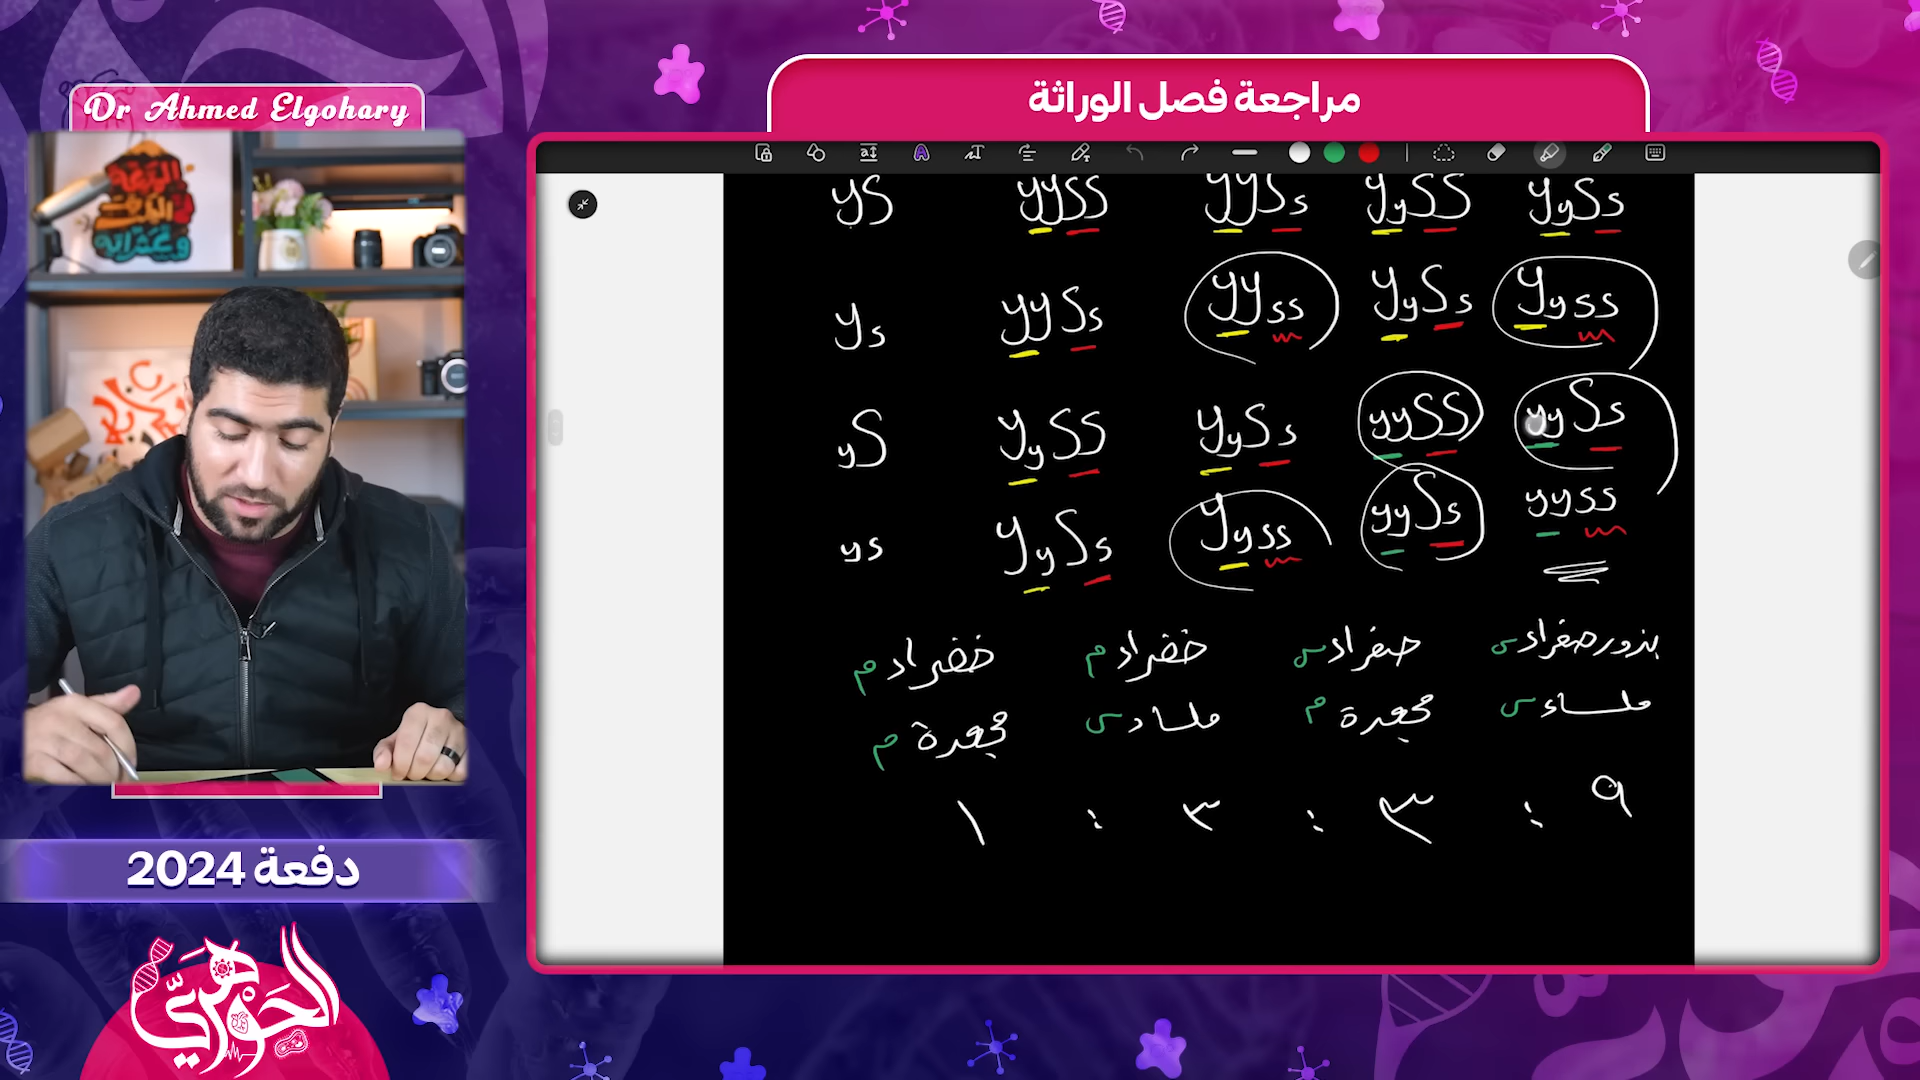 Dr Ahmed Elgohary
مراجعة فصل الوراثة
YS YYSS YYSs YySS YySs
Ys YYSs YYss YySs Yyss
yS YySS YySs yySS yySs
ys YySs Yyss yySs yyss
بذور صفراء س صفراء س خضراء م خضراء م
ملساء س مجعدة م ملساء س مجعدة م
٩ : ٣ : ٣ : ١
دفعة 2024
الجوهري